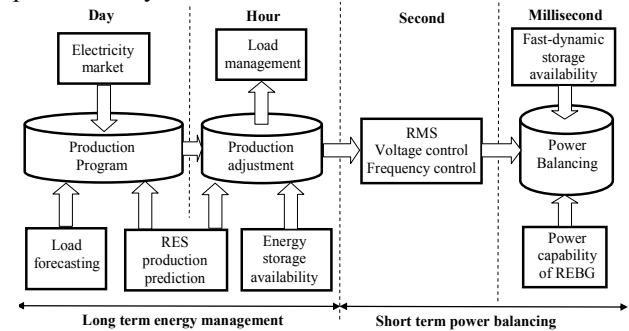 Day
Hour
Second
Millisecond
Electricity
market
Load
management
Fast-dynamic
storage
availability
Production
Program
Production
adjustment
RMS
Voltage control
Frequency control
Power
Balancing
Load
forecasting
RES
production
prediction
Energy
storage
availability
Power
capability
of REBG
Long term energy management
Short term power balancing